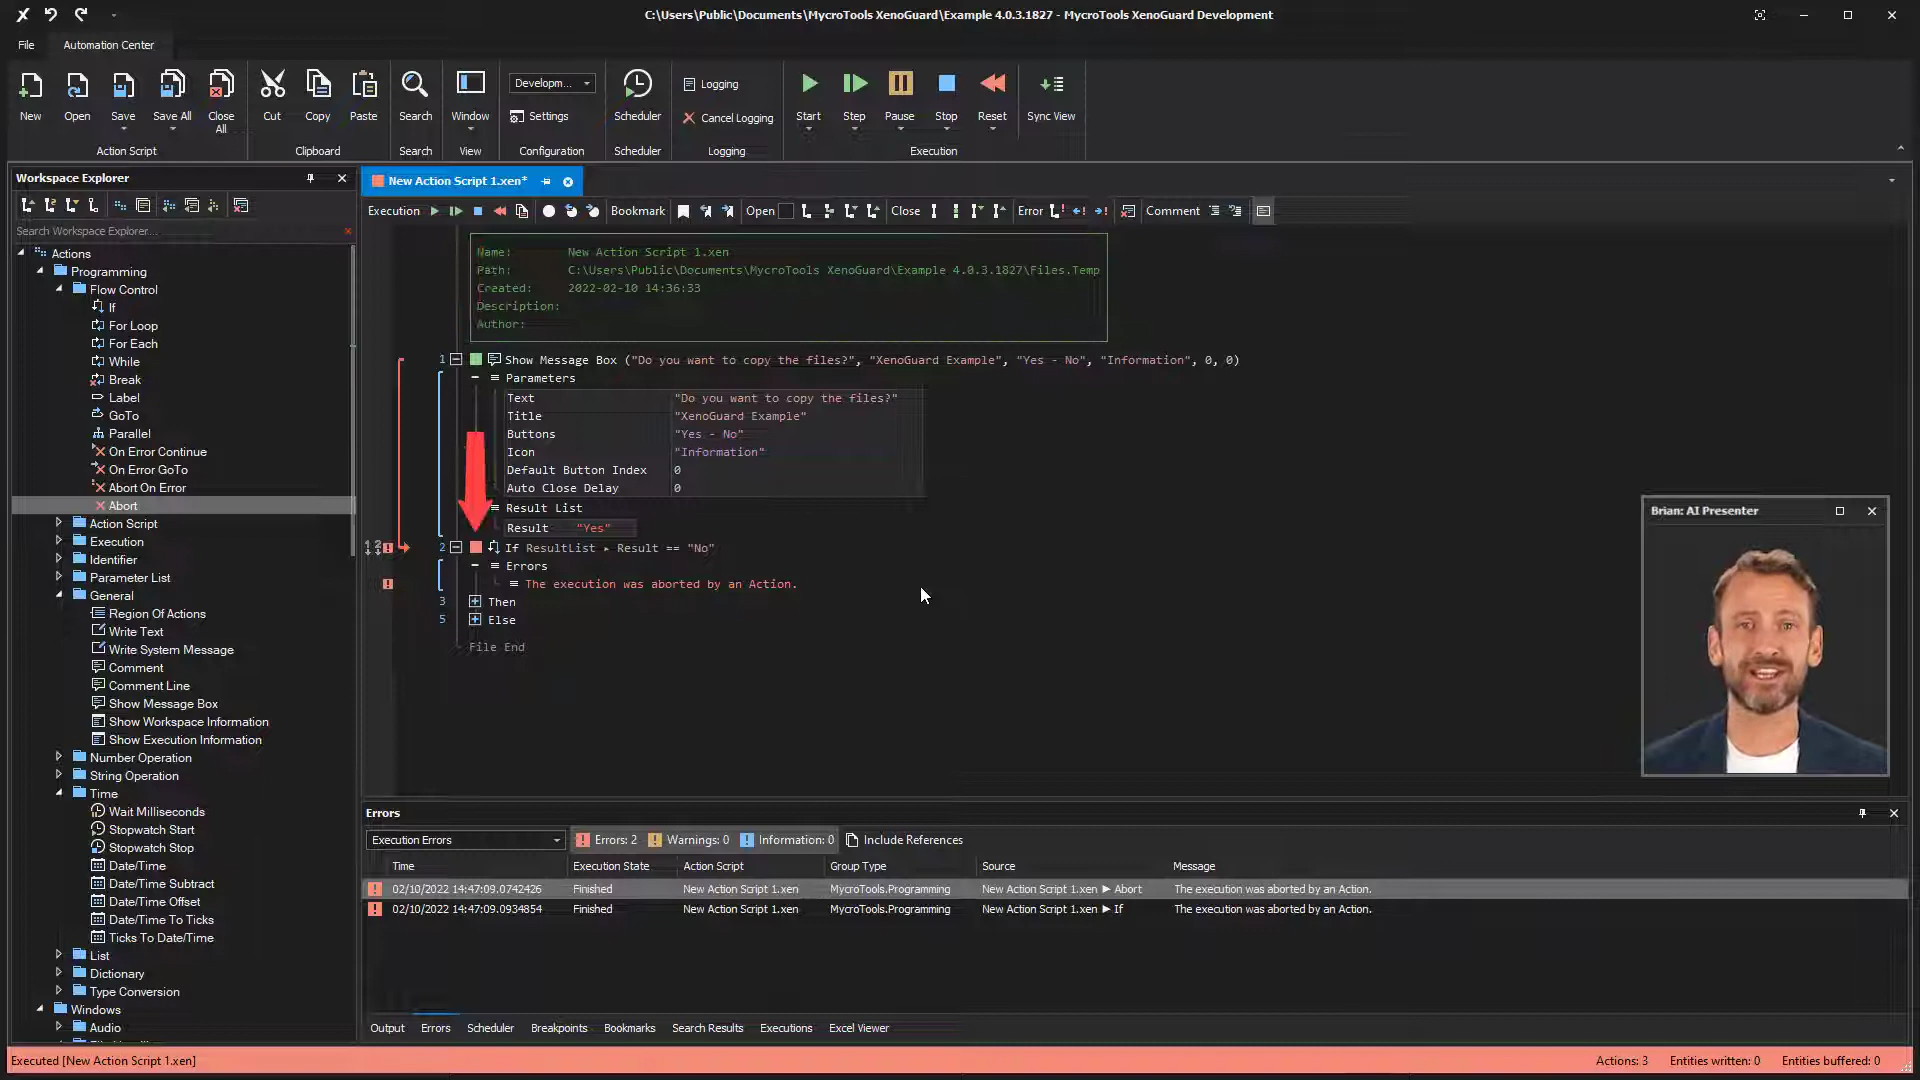 C:\Users\Public\Documents\MycroTools XenoGuard\Example 4.0.3.1827 - MycroTools XenoGuard Development
File Automation Center
New Open Save Save All Close All
Cut Copy Paste Search Window
Developm...
Settings
Scheduler
Logging
Cancel Logging
Start Step Pause Stop Reset Sync View
Action Script Clipboard Search View Configuration Scheduler Logging Execution
Workspace Explorer
Search Workspace Explorer...
Actions
Programming
Flow Control
If
For Loop
For Each
While
Break
Label
GoTo
Parallel
On Error Continue
On Error GoTo
Abort On Error
Abort
Action Script
Execution
Identifier
Parameter List
General
Region Of Actions
Write Text
Write System Message
Comment
Comment Line
Show Message Box
Show Workspace Information
Show Execution Information
Number Operation
String Operation
Time
Wait Milliseconds
Stopwatch Start
Stopwatch Stop
Date/Time
Date/Time Subtract
Date/Time Offset
Date/Time To Ticks
Ticks To Date/Time
List
Dictionary
Type Conversion
Windows
Audio
New Action Script 1.xen*
Execution Bookmark Open Close Error Comment
Name: New Action Script 1.xen
Path: C:\Users\Public\Documents\MycroTools XenoGuard\Example 4.0.3.1827\Files.Temp
Created: 2022-02-10 14:36:33
Description:
Author:
1 Show Message Box ("Do you want to copy the files?", "XenoGuard Example", "Yes - No", "Information", 0, 0)
Parameters
Text "Do you want to copy the files?"
Title "XenoGuard Example"
Buttons "Yes - No"
Icon "Information"
Default Button Index 0
Auto Close Delay 0
Result List
Result "Yes"
2 If ResultList ▸ Result == "No"
Errors
The execution was aborted by an Action.
3 Then
5 Else
File End
Brian: AI Presenter
Errors
Execution Errors Errors: 2 Warnings: 0 Information: 0 Include References
Time Execution State Action Script Group Type Source Message
02/10/2022 14:47:09.0742426 Finished New Action Script 1.xen MycroTools.Programming New Action Script 1.xen ► Abort The execution was aborted by an Action.
02/10/2022 14:47:09.0934854 Finished New Action Script 1.xen MycroTools.Programming New Action Script 1.xen ► If The execution was aborted by an Action.
Output Errors Scheduler Breakpoints Bookmarks Search Results Executions Excel Viewer
Executed [New Action Script 1.xen] Actions: 3 Entities written: 0 Entities buffered: 0